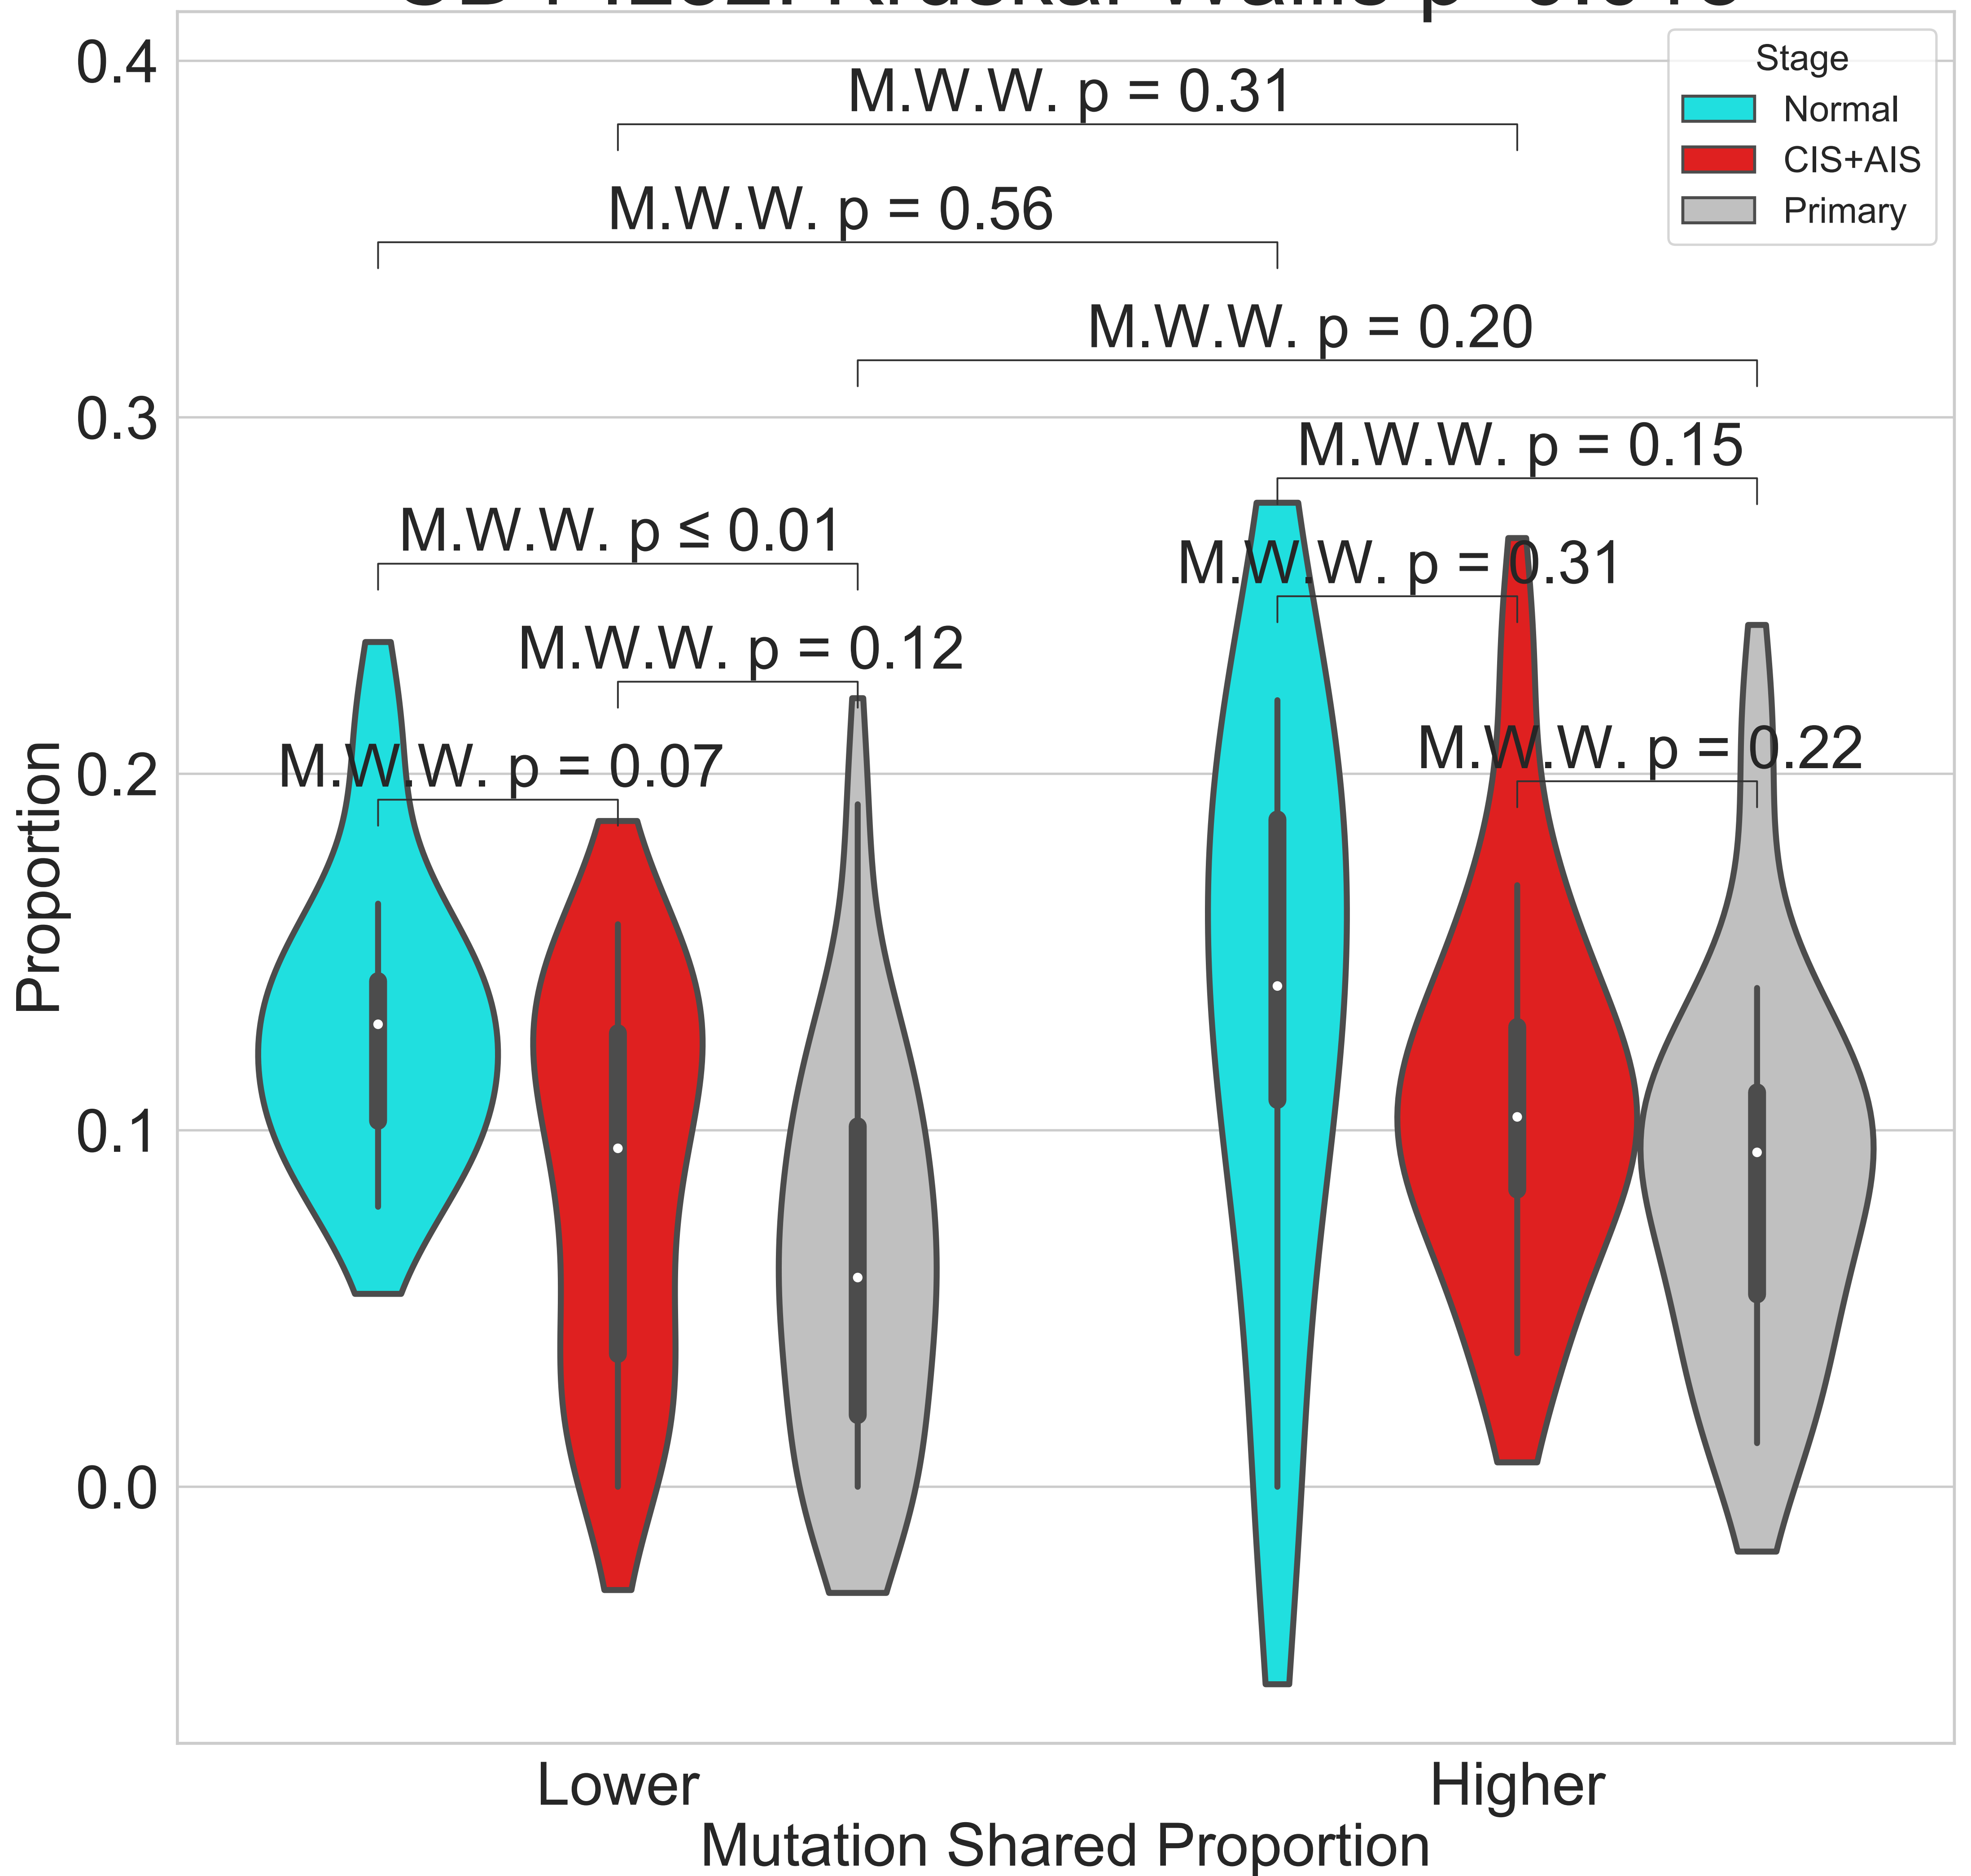 0.4
0.3
0.2
0.1
0.0
Proportion
M.W.W. p = 0.31
M.W.W. p = 0.56
M.W.W. p = 0.20
M.W.W. p = 0.15
M.W.W. p ≤ 0.01
M.W.W. p = 0.31
M.W.W. p = 0.12
M.W.W. p = 0.22
M.W.W. p = 0.07
Stage
Normal
CIS+AIS
Primary
Lower
Higher
Mutation Shared Proportion